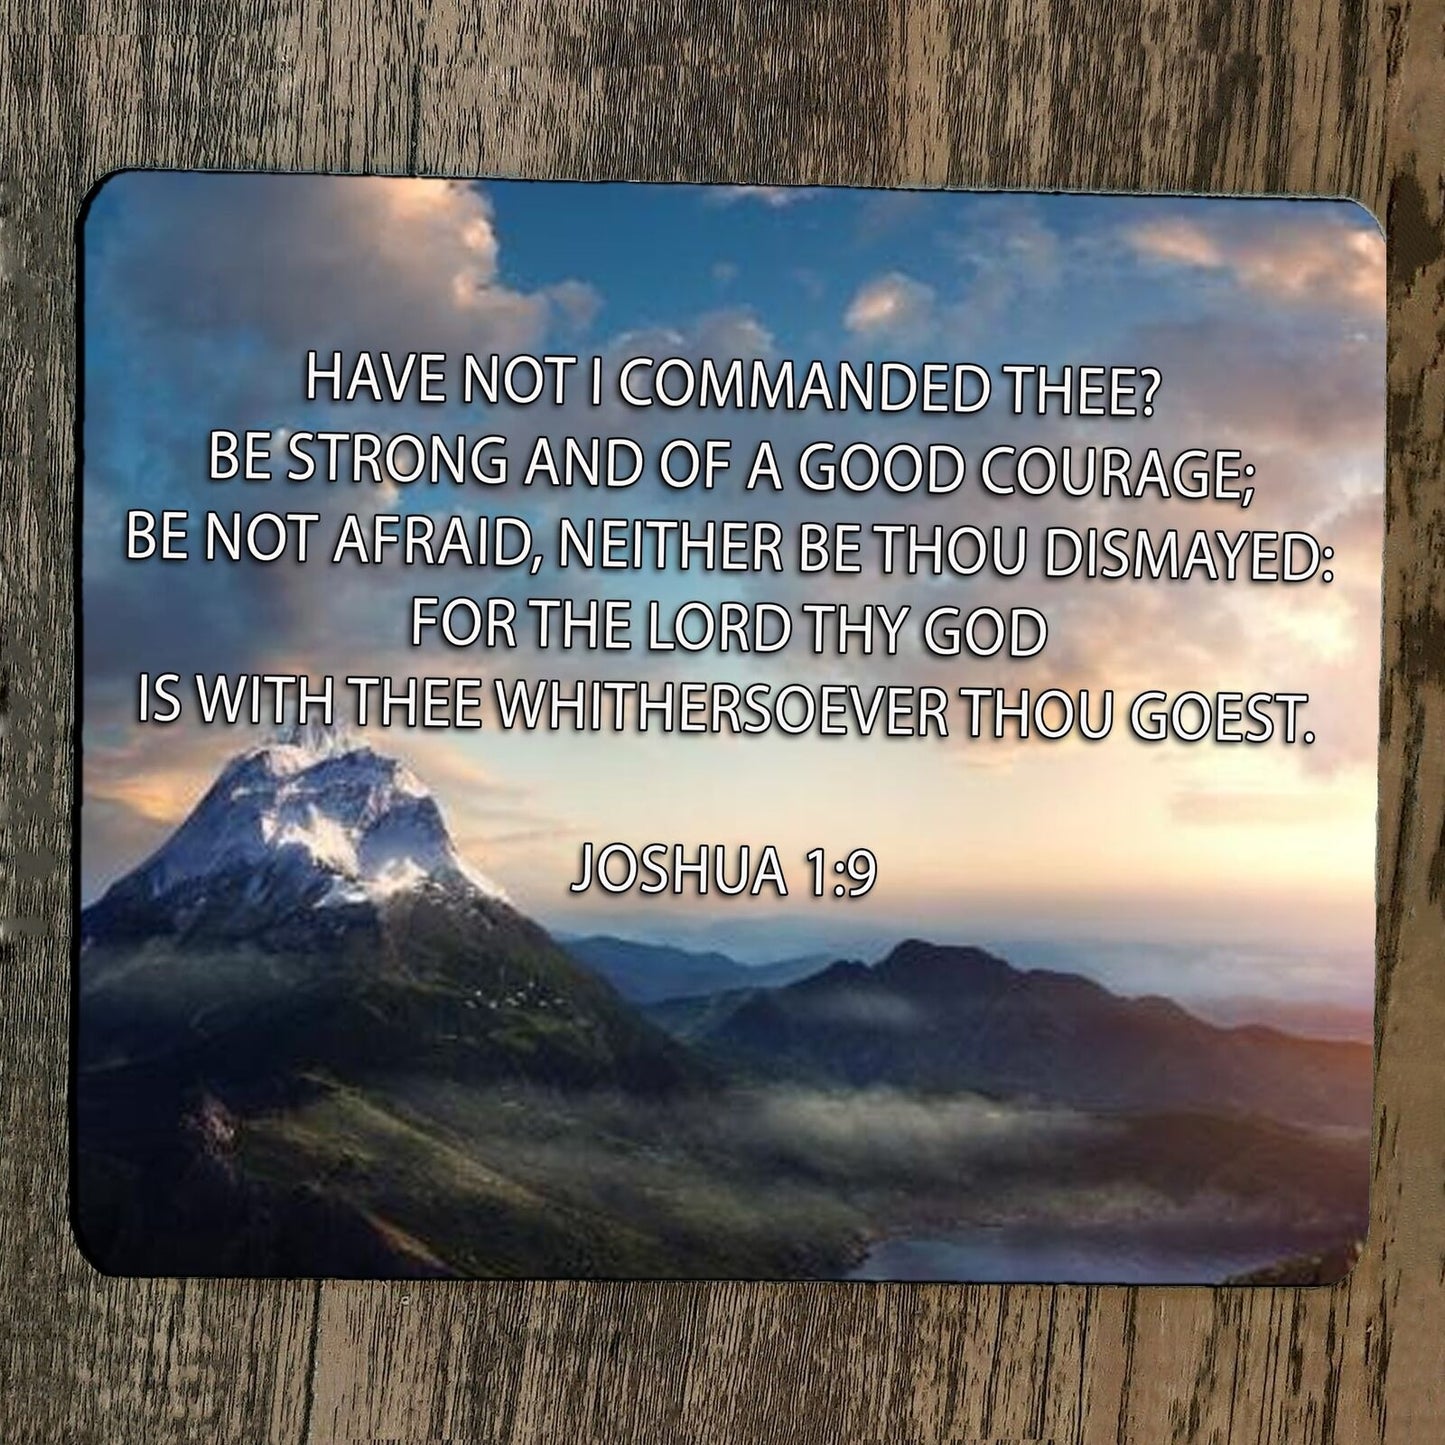 HAVE NOT I COMMANDED THEE?
BE STRONG AND OF A GOOD COURAGE;
BE NOT AFRAID, NEITHER BE THOU DISMAYED:
FOR THE LORD THY GOD
IS WITH THEE WHITHERSOEVER THOU GOEST.
JOSHUA 1:9